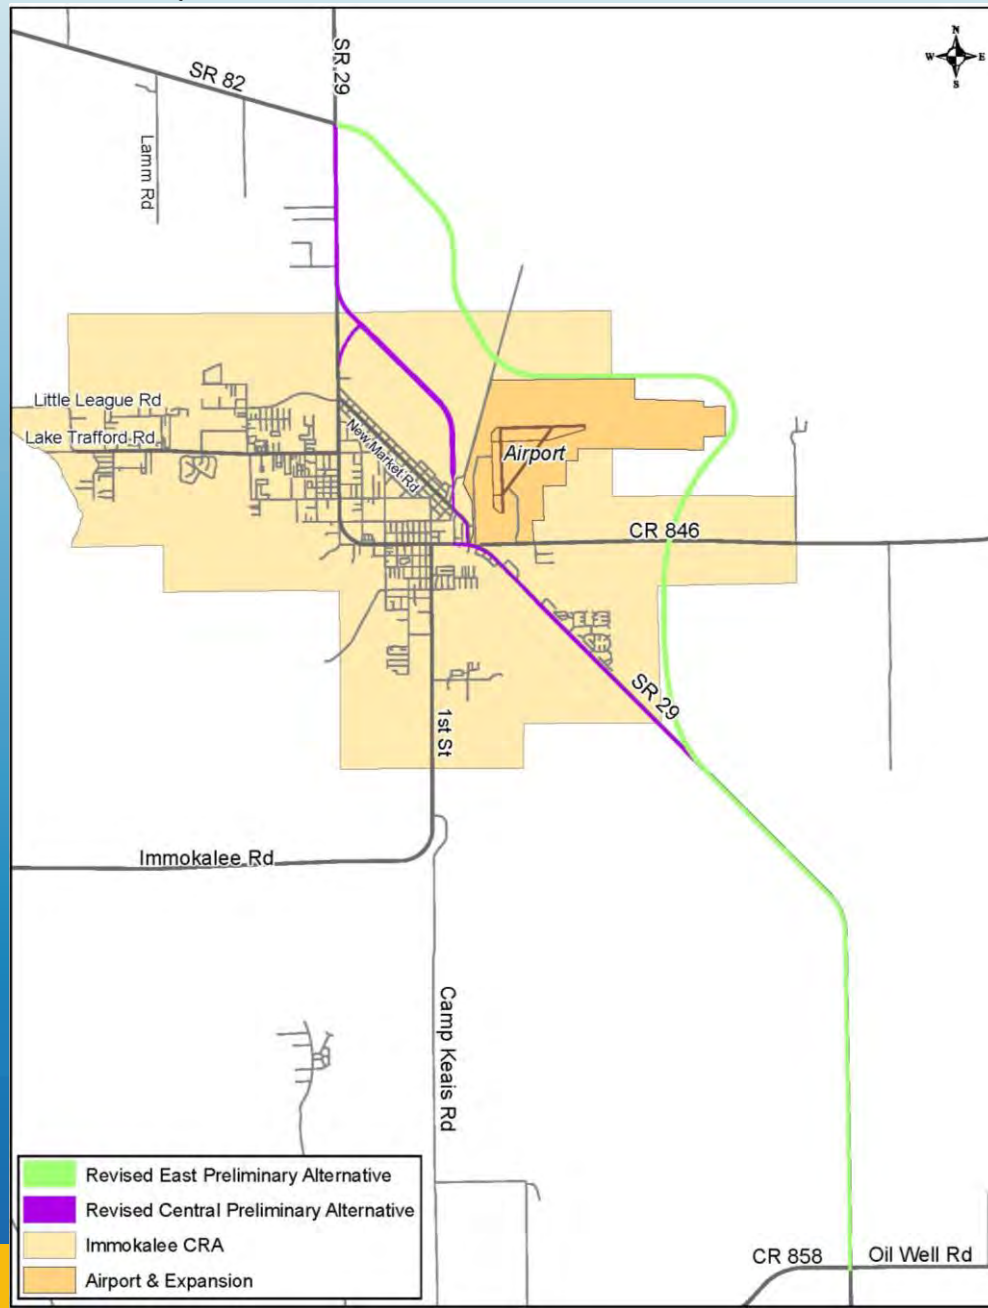 N
W E
S
SR 29
SR 82
Lamm Rd
Little League Rd
Lake Trafford Rd
New Market Rd
Airport
CR 846
SR 29
1st St
Immokalee Rd
Camp Keais Rd
CR 858
Oil Well Rd
Revised East Preliminary Alternative
Revised Central Preliminary Alternative
Immokalee CRA
Airport & Expansion